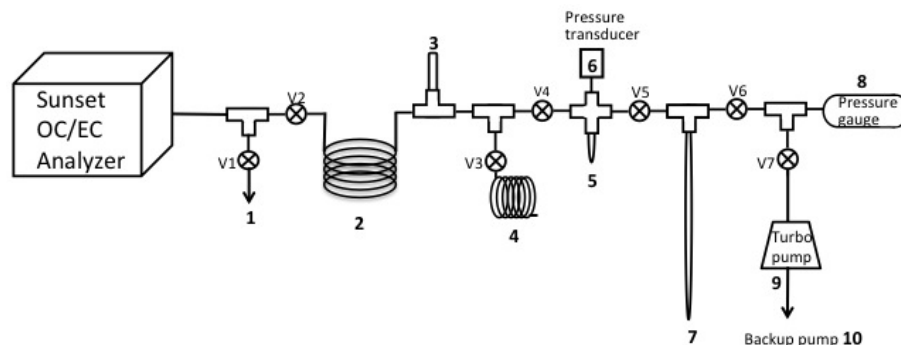 Pressure
transducer
3
6
8
Sunset
OC/EC
Analyzer
V2
V4
V5
V6
Pressure
gauge
V1
V3
V7
5
1
2
4
Turbo
pump
9
7
Backup pump 10